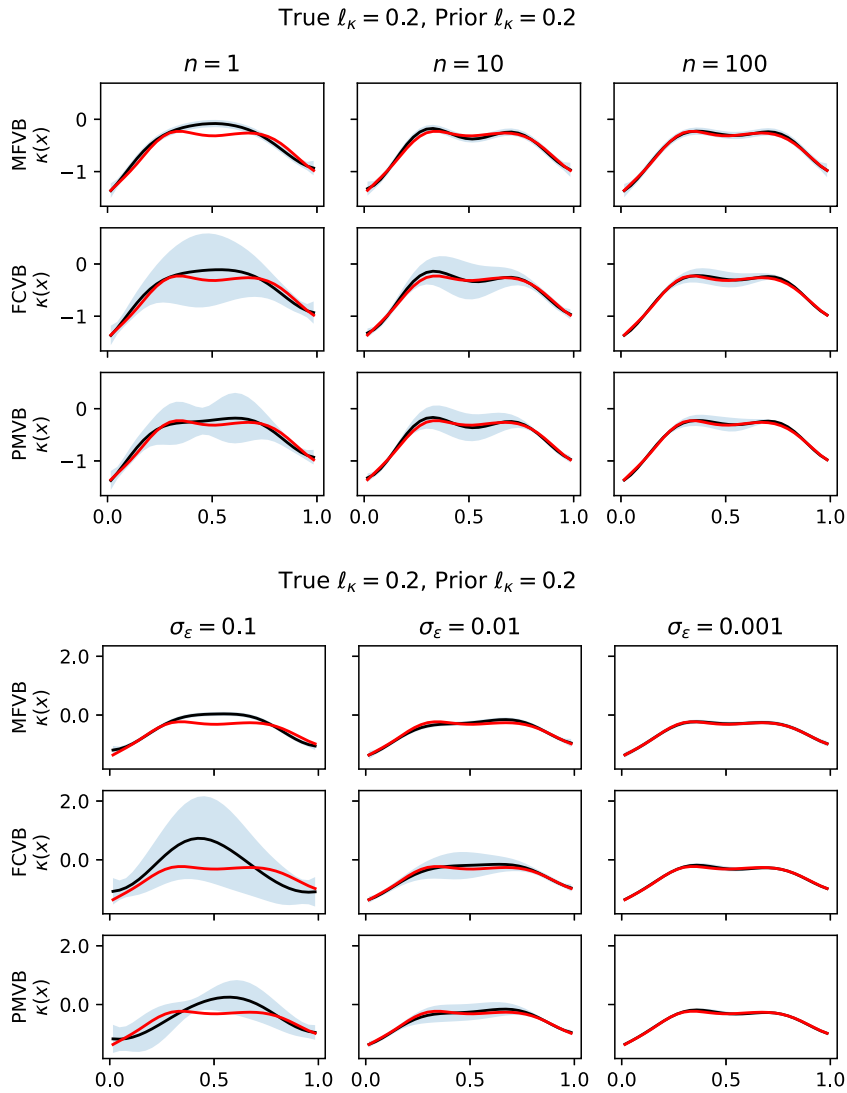 True ℓκ = 0.2, Prior ℓκ = 0.2
n = 1 n = 10 n = 100
MFVB
κ(x)
0
−1
FCVB
κ(x)
0
−1
PMVB
κ(x)
0
−1
0.0 0.5 1.0 0.0 0.5 1.0 0.0 0.5 1.0
True ℓκ = 0.2, Prior ℓκ = 0.2
σε = 0.1 σε = 0.01 σε = 0.001
MFVB
κ(x)
2.0
0.0
FCVB
κ(x)
2.0
0.0
PMVB
κ(x)
2.0
0.0
0.0 0.5 1.0 0.0 0.5 1.0 0.0 0.5 1.0